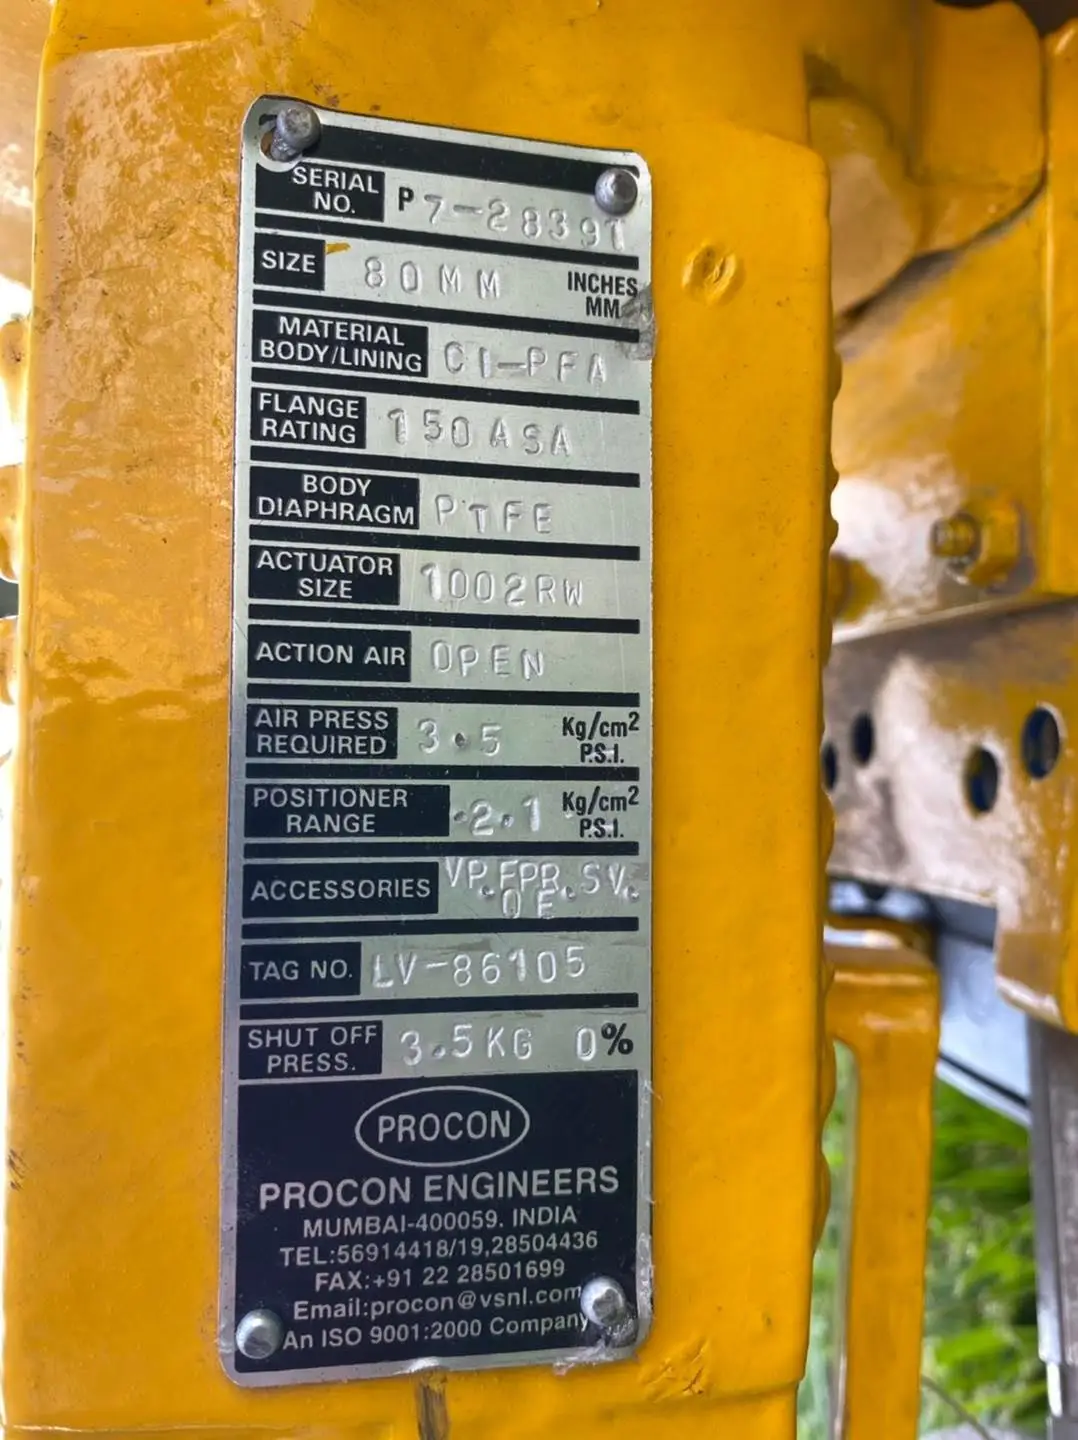 SERIAL NO. P7-28391
SIZE 80MM INCHES MM
MATERIAL BODY/LINING CI-PFA
FLANGE RATING 150ASA
BODY DIAPHRAGM PTFE
ACTUATOR SIZE 1002RW
ACTION AIR OPEN
AIR PRESS REQUIRED 3.5 Kg/cm2 P.S.I.
POSITIONER RANGE .2.1 Kg/cm2 P.S.I.
ACCESSORIES VP.FPR.SV.
QE
TAG NO. LV-86105
SHUT OFF PRESS. 3.5KG 0%
PROCON
PROCON ENGINEERS
MUMBAI-400059. INDIA
TEL:56914418/19,28504436
FAX:+91 22 28501699
Email:procon@vsnl.com
An ISO 9001:2000 Company